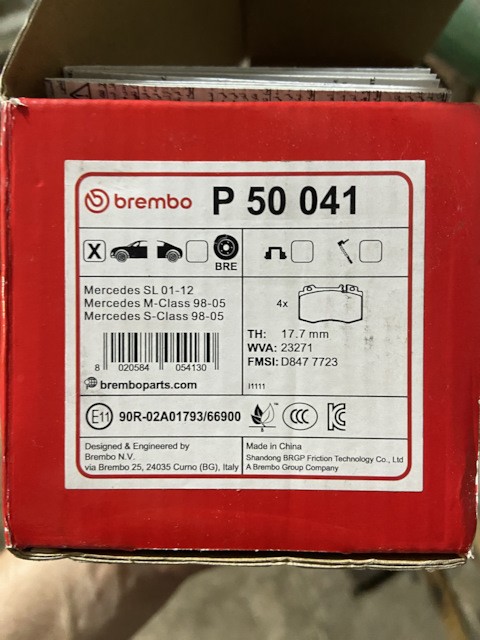 brembo P 50 041
X
BRE
Mercedes SL 01-12
Mercedes M-Class 98-05
Mercedes S-Class 98-05
4x
8 020584 054130
TH: 17.7 mm
WVA: 23271
FMSI: D847 7723
bremboparts.com
I1111
E11 90R-02A01793/66900
CCC
KC
Designed & Engineered by
Brembo N.V.
via Brembo 25, 24035 Curno (BG), Italy
Made in China
Shandong BRGP Friction Technology Co., Ltd
A Brembo Group Company